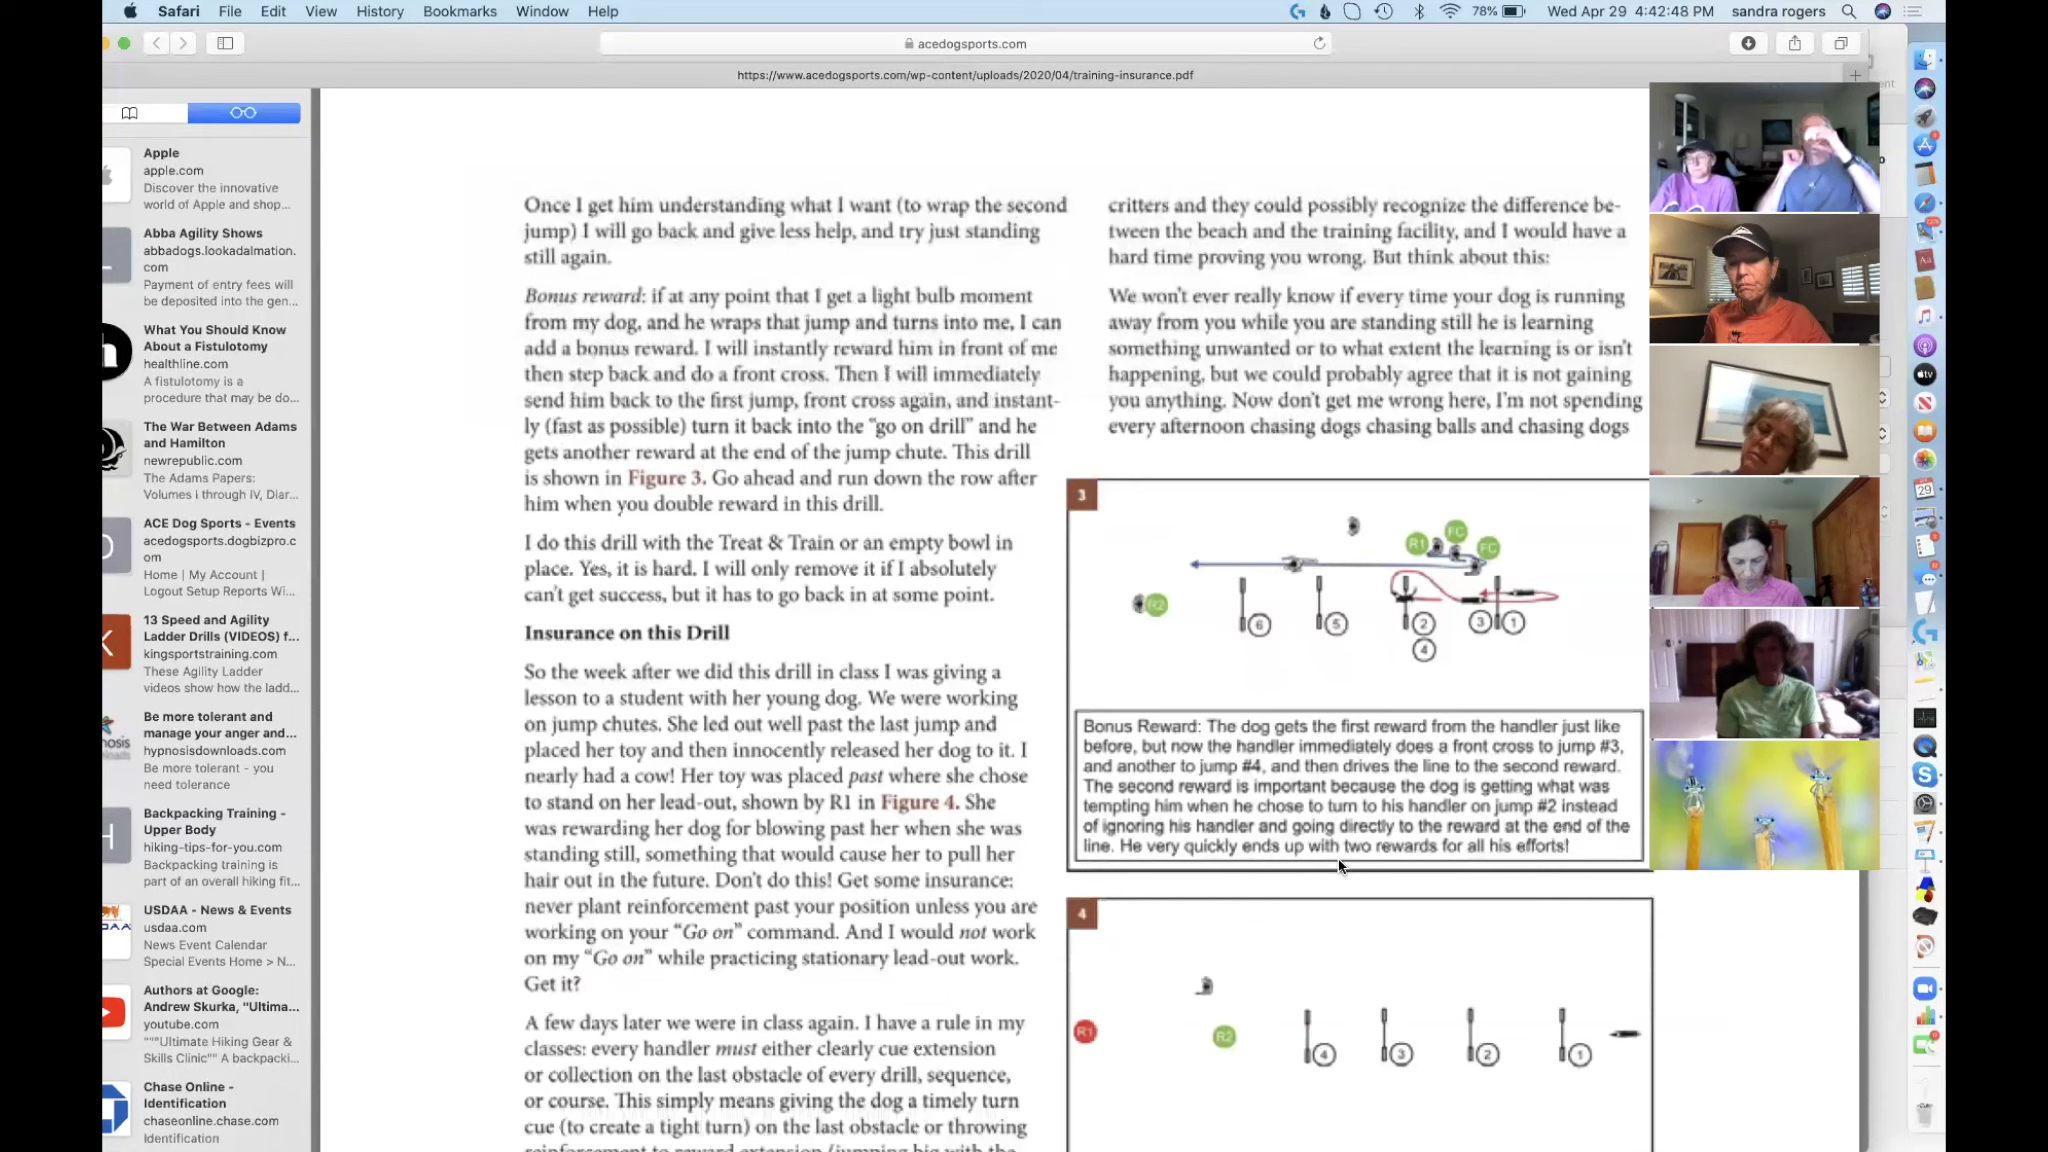 Safari File Edit View History Bookmarks Window Help
78% Wed Apr 29 4:42:48 PM sandra rogers
acedogsports.com
https://www.acedogsports.com/wp-content/uploads/2020/04/training-insurance.pdf
Apple
apple.com
Discover the innovative
world of Apple and shop...
Abba Agility Shows
abbadogs.lookadalmation.
com
Payment of entry fees will
be deposited into the gen...
What You Should Know
About a Fistulotomy
healthline.com
A fistulotomy is a
procedure that may be do...
The War Between Adams
and Hamilton
newrepublic.com
The Adams Papers:
Volumes I through IV, Diar...
ACE Dog Sports - Events
acedogsports.dogbizpro.c
om
Home | My Account |
Logout Setup Reports Wi...
13 Speed and Agility
Ladder Drills (VIDEOS) f...
kingsportstraining.com
These Agility Ladder
videos show how the ladd...
Be more tolerant and
manage your anger and...
hypnosisdownloads.com
Be more tolerant - you
need tolerance
Backpacking Training -
Upper Body
hiking-tips-for-you.com
Backpacking training is
part of an overall hiking fit...
USDAA - News & Events
usdaa.com
News Event Calendar
Special Events Home > N...
Authors at Google:
Andrew Skurka, "Ultima...
youtube.com
"""Ultimate Hiking Gear &
Skills Clinic"" A backpacki...
Chase Online -
Identification
chaseonline.chase.com
Identification
Once I get him understanding what I want (to wrap the second
jump) I will go back and give less help, and try just standing
still again.
Bonus reward: if at any point that I get a light bulb moment
from my dog, and he wraps that jump and turns into me, I can
add a bonus reward. I will instantly reward him in front of me
then step back and do a front cross. Then I will immediately
send him back to the first jump, front cross again, and instant-
ly (fast as possible) turn it back into the “go on drill” and he
gets another reward at the end of the jump chute. This drill
is shown in Figure 3. Go ahead and run down the row after
him when you double reward in this drill.
I do this drill with the Treat & Train or an empty bowl in
place. Yes, it is hard. I will only remove it if I absolutely
can’t get success, but it has to go back in at some point.
Insurance on this Drill
So the week after we did this drill in class I was giving a
lesson to a student with her young dog. We were working
on jump chutes. She led out well past the last jump and
placed her toy and then innocently released her dog to it. I
nearly had a cow! Her toy was placed past where she chose
to stand on her lead-out, shown by R1 in Figure 4. She
was rewarding her dog for blowing past her when she was
standing still, something that would cause her to pull her
hair out in the future. Don’t do this! Get some insurance:
never plant reinforcement past your position unless you are
working on your “Go on” command. And I would not work
on my “Go on” while practicing stationary lead-out work.
Get it?
A few days later we were in class again. I have a rule in my
classes: every handler must either clearly cue extension
or collection on the last obstacle of every drill, sequence,
or course. This simply means giving the dog a timely turn
cue (to create a tight turn) on the last obstacle or throwing
reinforcement to reward extension (jumping big with the
critters and they could possibly recognize the difference be-
tween the beach and the training facility, and I would have a
hard time proving you wrong. But think about this:
We won’t ever really know if every time your dog is running
away from you while you are standing still he is learning
something unwanted or to what extent the learning is or isn’t
happening, but we could probably agree that it is not gaining
you anything. Now don’t get me wrong here, I’m not spending
every afternoon chasing dogs chasing balls and chasing dogs
3
R1 FC FC
R2
6 5 2 3 1
4
Bonus Reward: The dog gets the first reward from the handler just like
before, but now the handler immediately does a front cross to jump #3,
and another to jump #4, and then drives the line to the second reward.
The second reward is important because the dog is getting what was
tempting him when he chose to turn to his handler on jump #2 instead
of ignoring his handler and going directly to the reward at the end of the
line. He very quickly ends up with two rewards for all his efforts!
4
R1 R2
4 3 2 1